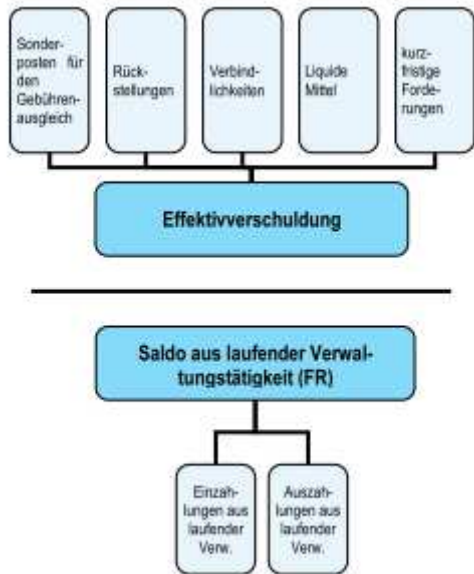 Sonder-
posten für
den
Gebühren-
ausgleich
Rück-
stellungen
Verbind-
lichkeiten
Liquide
Mittel
kurz-
fristige
Forde-
rungen
Effektivverschuldung
Saldo aus laufender Verwal-
tungstätigkeit (FR)
Einzah-
lungen aus
laufender
Verw.
Auszah-
lungen aus
laufender
Verw.